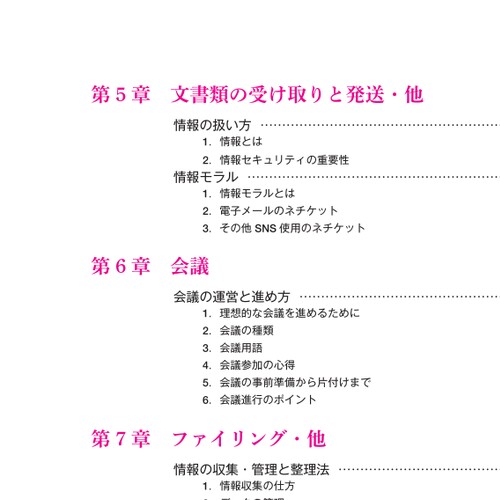 第５章　文書類の受け取りと発送・他
情報の扱い方 ……………………………………
1. 情報とは
2. 情報セキュリティの重要性
情報モラル ……………………………………
1. 情報モラルとは
2. 電子メールのネチケット
3. その他 SNS 使用のネチケット
第６章　会議
会議の運営と進め方 ……………………………
1. 理想的な会議を進めるために
2. 会議の種類
3. 会議用語
4. 会議参加の心得
5. 会議の事前準備から片付けまで
6. 会議進行のポイント
第７章　ファイリング・他
情報の収集・管理と整理法 ……………………
1. 情報収集の仕方